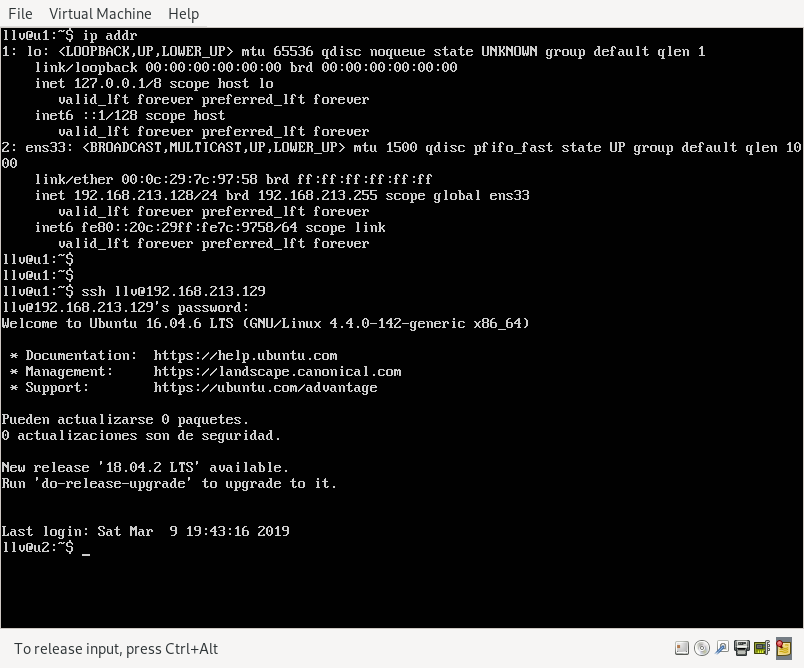 File Virtual Machine Help
llv@u1:~$ ip addr
1: lo: <LOOPBACK,UP,LOWER_UP> mtu 65536 qdisc noqueue state UNKNOWN group default qlen 1
    link/loopback 00:00:00:00:00:00 brd 00:00:00:00:00:00
    inet 127.0.0.1/8 scope host lo
       valid_lft forever preferred_lft forever
    inet6 ::1/128 scope host
       valid_lft forever preferred_lft forever
2: ens33: <BROADCAST,MULTICAST,UP,LOWER_UP> mtu 1500 qdisc pfifo_fast state UP group default qlen 10
00
    link/ether 00:0c:29:7c:97:58 brd ff:ff:ff:ff:ff:ff
    inet 192.168.213.128/24 brd 192.168.213.255 scope global ens33
       valid_lft forever preferred_lft forever
    inet6 fe80::20c:29ff:fe7c:9758/64 scope link
       valid_lft forever preferred_lft forever
llv@u1:~$
llv@u1:~$
llv@u1:~$ ssh llv@192.168.213.129
llv@192.168.213.129's password:
Welcome to Ubuntu 16.04.6 LTS (GNU/Linux 4.4.0-142-generic x86_64)
 * Documentation:  https://help.ubuntu.com
 * Management:     https://landscape.canonical.com
 * Support:        https://ubuntu.com/advantage
Pueden actualizarse 0 paquetes.
0 actualizaciones son de seguridad.
New release '18.04.2 LTS' available.
Run 'do-release-upgrade' to upgrade to it.
Last login: Sat Mar  9 19:43:16 2019
llv@u2:~$ _
To release input, press Ctrl+Alt